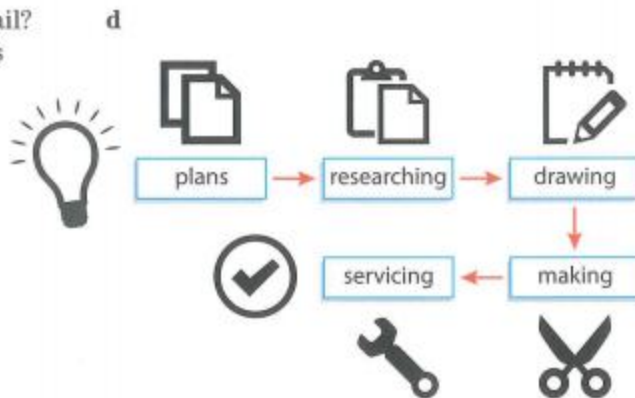 ail?
s
d
plans
researching
drawing
making
servicing